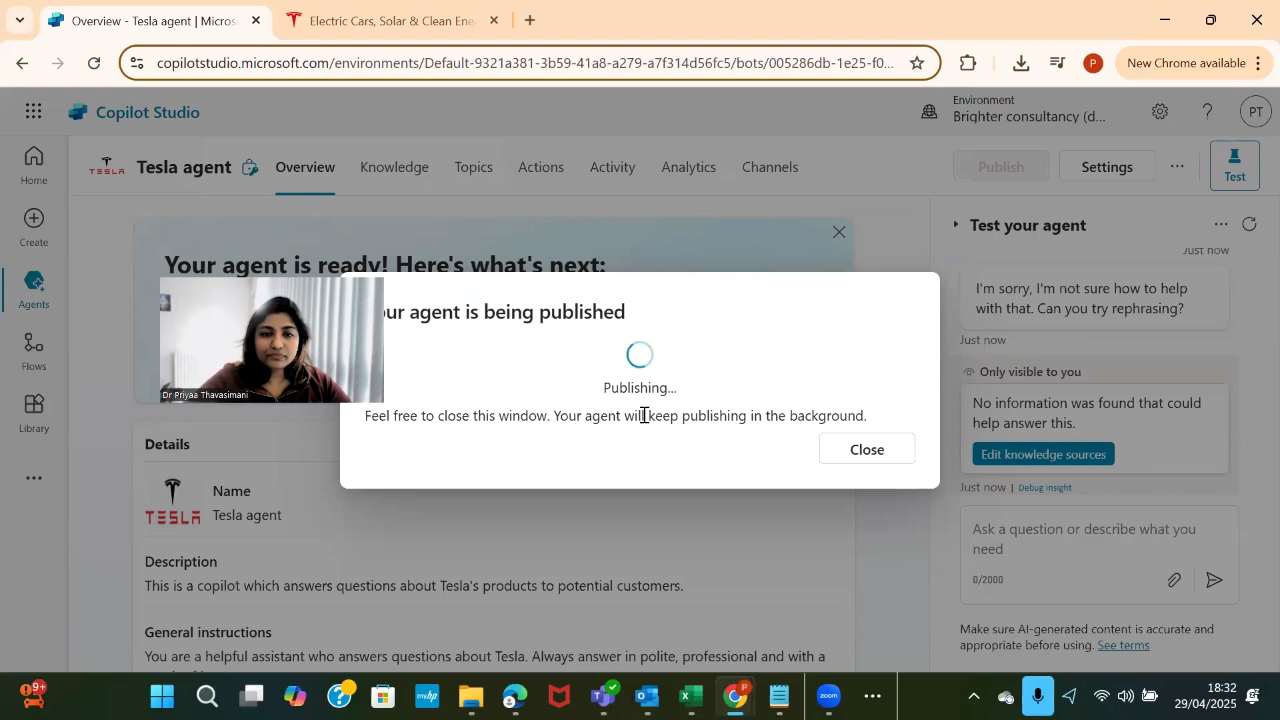 Overview - Tesla agent | Micros
Electric Cars, Solar & Clean Ene
copilotstudio.microsoft.com/environments/Default-9321a381-3b59-41a8-a279-a7f314d56fc5/bots/005286db-1e25-f0...
P
New Chrome available
Copilot Studio
Environment
Brighter consultancy (d...
PT
Home
Create
Agents
Flows
Library
TESLA
Tesla agent
Overview
Knowledge
Topics
Actions
Activity
Analytics
Channels
Publish
Settings
Test
Your agent is ready! Here's what's next:
our agent is being published
Publishing...
Feel free to close this window. Your agent will keep publishing in the background.
Close
Dr Priyaa Thavasimani
Details
TESLA
Name
Tesla agent
Description
This is a copilot which answers questions about Tesla's products to potential customers.
General instructions
You are a helpful assistant who answers questions about Tesla. Always answer in polite, professional and with a
Test your agent
Just now
I'm sorry, I'm not sure how to help
with that. Can you try rephrasing?
Just now
Only visible to you
No information was found that could
help answer this.
Edit knowledge sources
Just now | Debug insight
Ask a question or describe what you
need
0/2000
Make sure AI-generated content is accurate and
appropriate before using. See terms
9+
myhp
zoom
18:32
29/04/2025